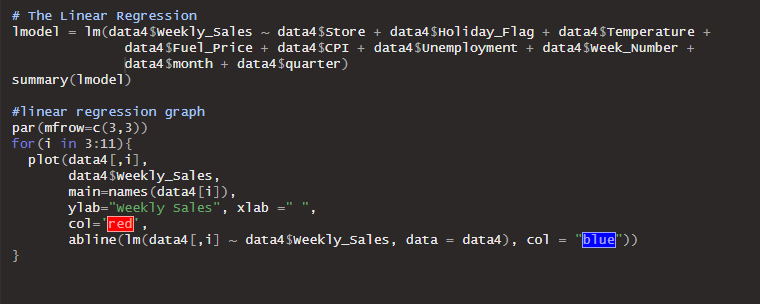 # The Linear Regression
lmodel = lm(data4$Weekly_Sales ~ data4$Store + data4$Holiday_Flag + data4$Temperature +
data4$Fuel_Price + data4$CPI + data4$Unemployment + data4$Week_Number +
data4$month + data4$quarter)
summary(lmodel)
#linear regression graph
par(mfrow=c(3,3))
for(i in 3:11){
plot(data4[,i],
data4$Weekly_Sales,
main=names(data4[i]),
ylab="Weekly Sales", xlab =" ",
col='red',
abline(lm(data4[,i] ~ data4$Weekly_Sales, data = data4), col = "blue"))
}